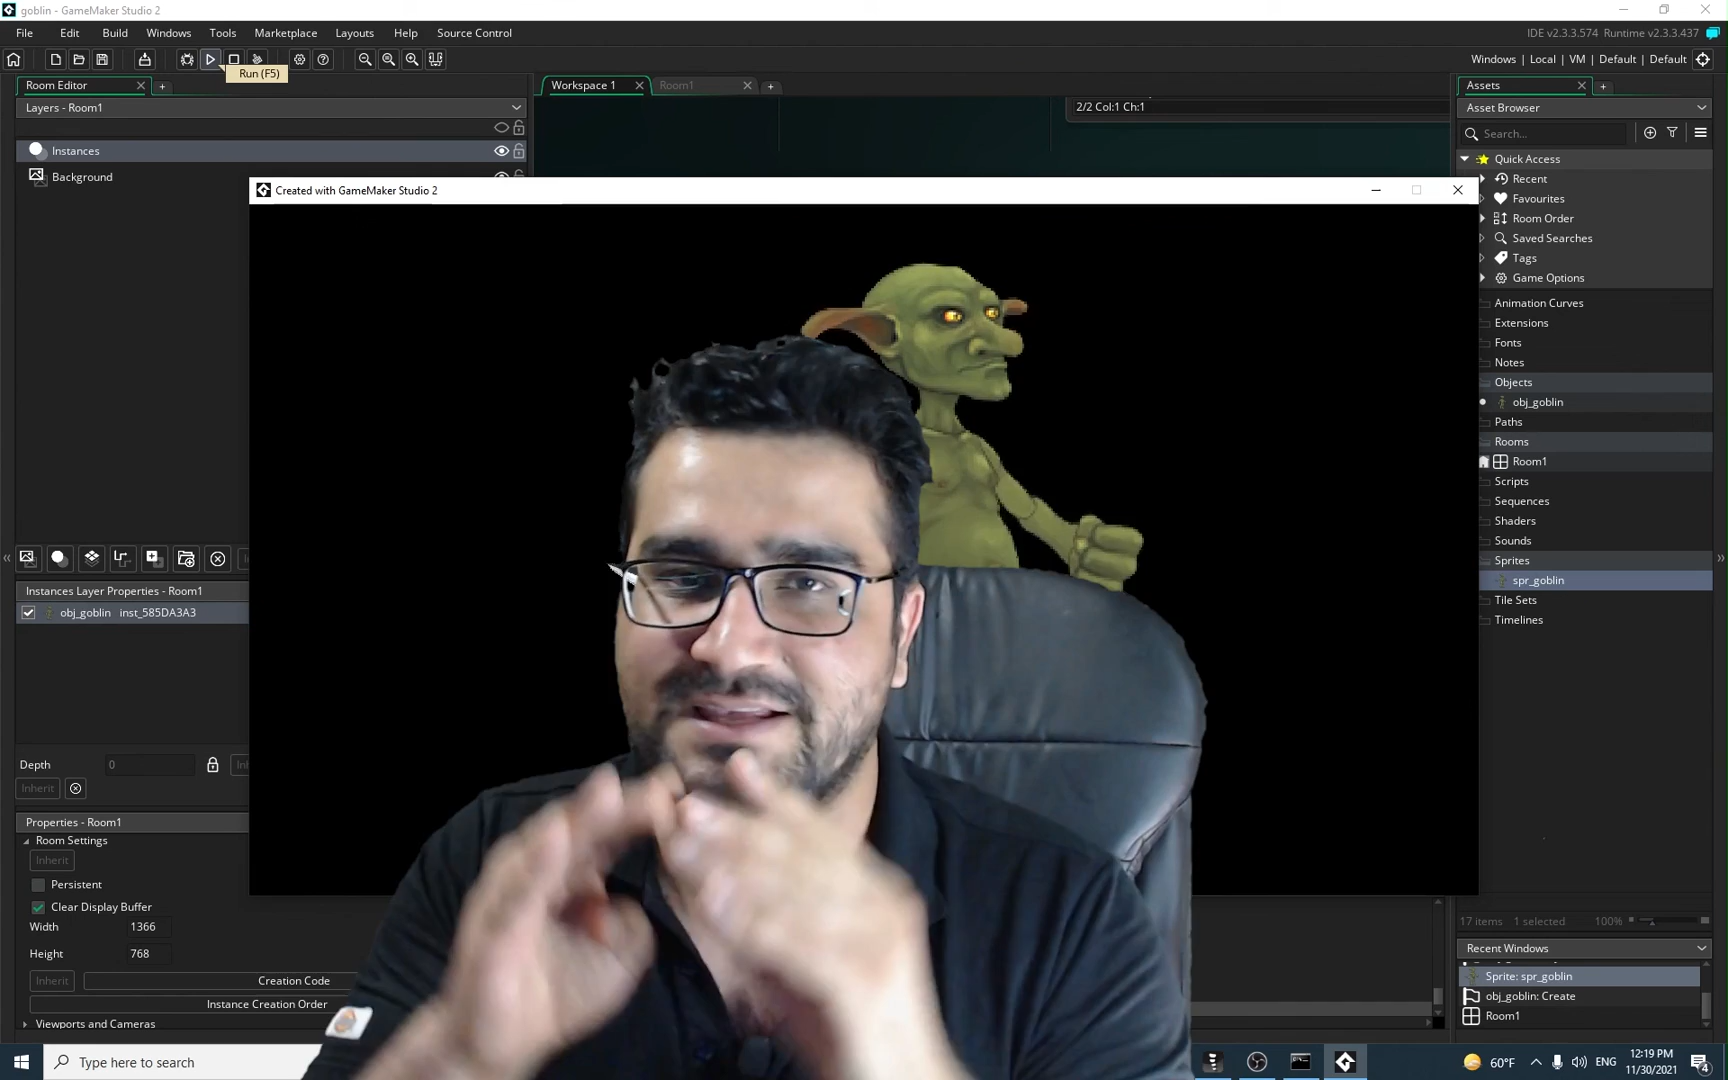 goblin - GameMaker Studio 2
File Edit Build Windows Tools Marketplace Layouts Help Source Control
IDE v2.3.3.574 Runtime v2.3.3.437
Windows | Local | VM | Default | Default
Run (F5)
Room Editor
Workspace 1
Room1
Assets
Layers - Room1
2/2 Col:1 Ch:1
Asset Browser
Search...
Instances
Background
Quick Access
Recent
Favourites
Room Order
Saved Searches
Tags
Game Options
Created with GameMaker Studio 2
Animation Curves
Extensions
Fonts
Notes
Objects
obj_goblin
Paths
Rooms
Room1
Scripts
Sequences
Shaders
Sounds
Sprites
spr_goblin
Tile Sets
Timelines
Instances Layer Properties - Room1
obj_goblin inst_585DA3A3
Depth 0
Inherit
Properties - Room1
Room Settings
Inherit
Persistent
Clear Display Buffer
Width 1366
Height 768
Inherit
Creation Code
Instance Creation Order
Viewports and Cameras
17 items 1 selected 100%
Recent Windows
Sprite: spr_goblin
obj_goblin: Create
Room1
Type here to search
60°F
ENG
12:19 PM
11/30/2021
4